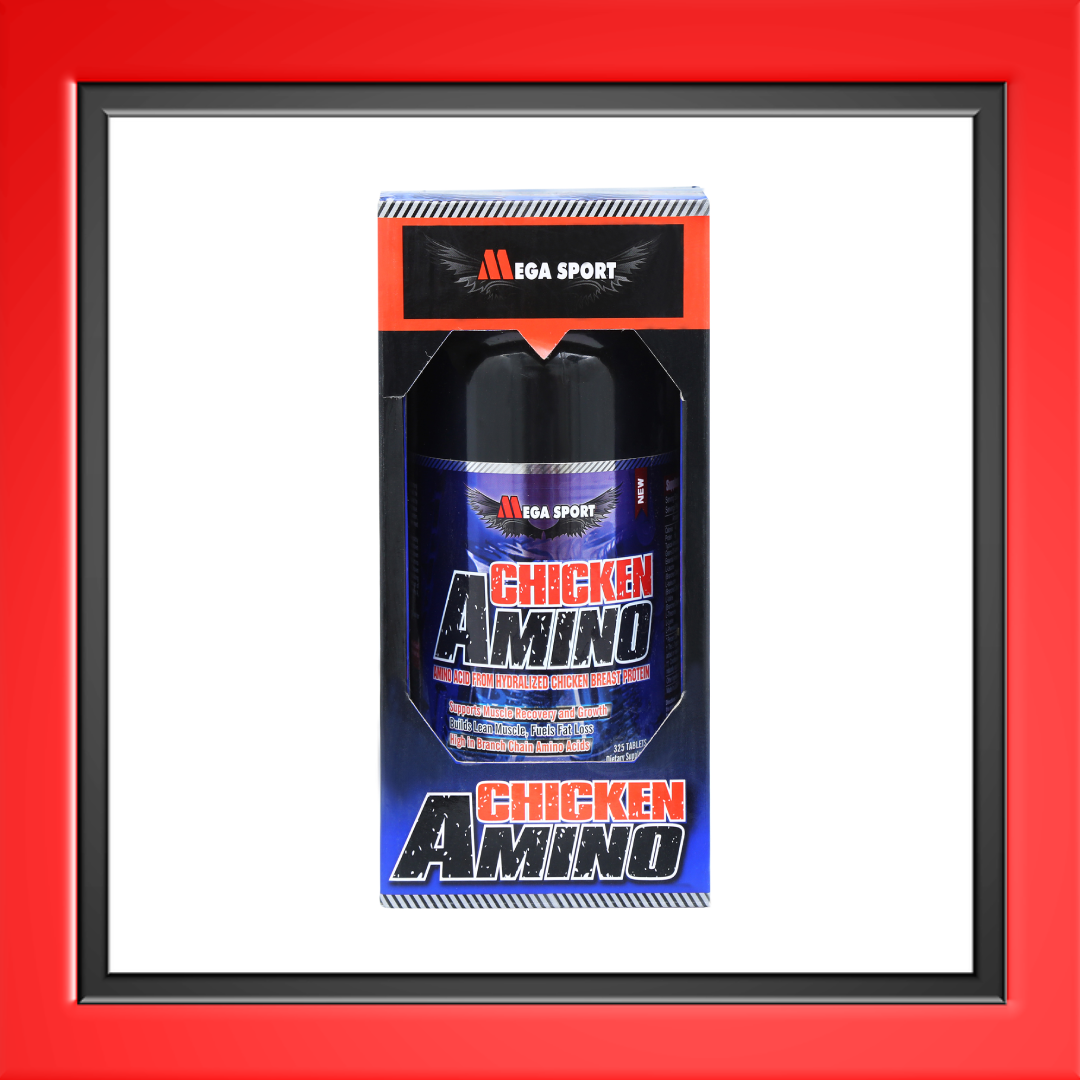 MEGA SPORT
NEW
MEGA SPORT
CHICKEN
AMINO
AMINO ACID FROM HYDRALIZED CHICKEN BREAST PROTEIN
Supports Muscle Recovery and Growth
Builds Lean Muscle, Fuels Fat Loss
High in Branch Chain Amino Acids
325 TABLETS
Dietary
CHICKEN
AMINO